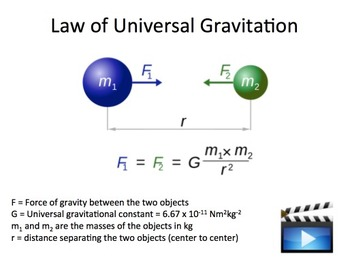 Law of Universal Gravitation
F₁ F₂
m₁ m₂
r
F₁ = F₂ = G m₁× m₂ / r²
F = Force of gravity between the two objects
G = Universal gravitational constant = 6.67 x 10⁻¹¹ Nm²kg⁻²
m₁ and m₂ are the masses of the objects in kg
r = distance separating the two objects (center to center)